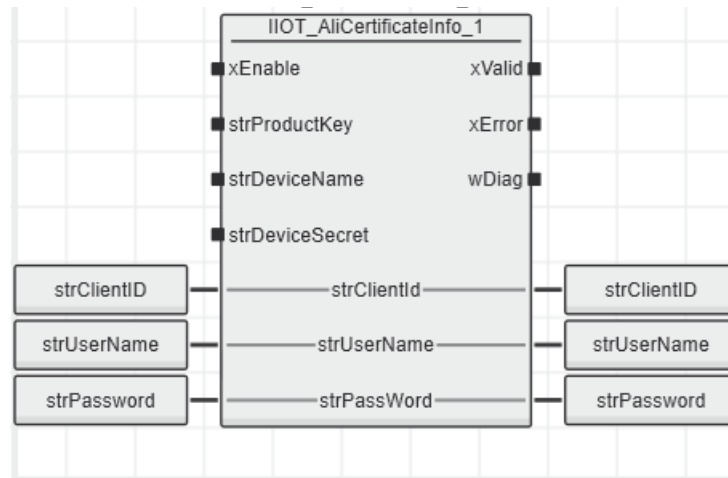 IIOT_AliCertificateInfo_1
xEnable xValid
strProductKey xError
strDeviceName wDiag
strDeviceSecret
strClientID strClientId strClientID
strUserName strUserName strUserName
strPassword strPassWord strPassword